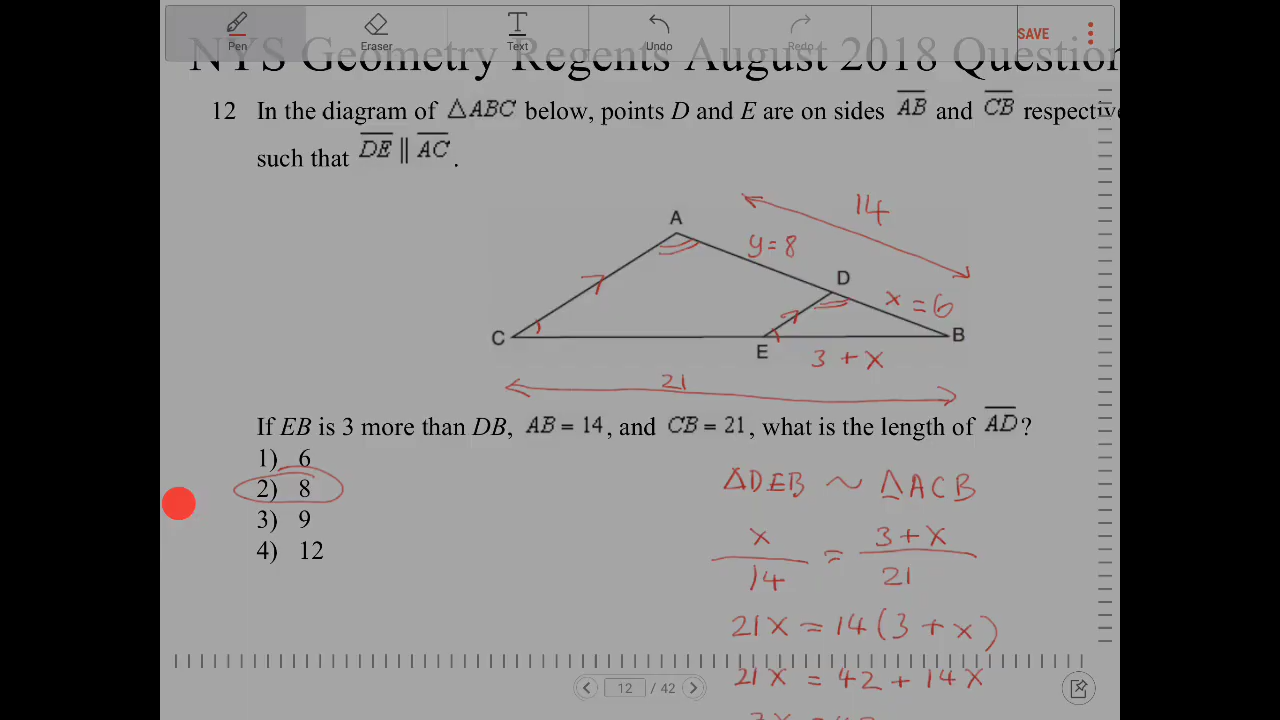 Pen Eraser Text Undo Redo SAVE
NYS Geometry Regents August 2018 Question
12 In the diagram of △ABC below, points D and E are on sides AB and CB
such that DE ∥ AC.
14
A
y=8
D
x = 6
C
B
E
3 + x
21
If EB is 3 more than DB, AB = 14, and CB = 21, what is the length of AD?
1) 6
2) 8
3) 9
4) 12
ΔDEB ~ ΔACB
x/14 = 3+x/21
21x = 14(3+x)
21x = 42 + 14x
12 / 42